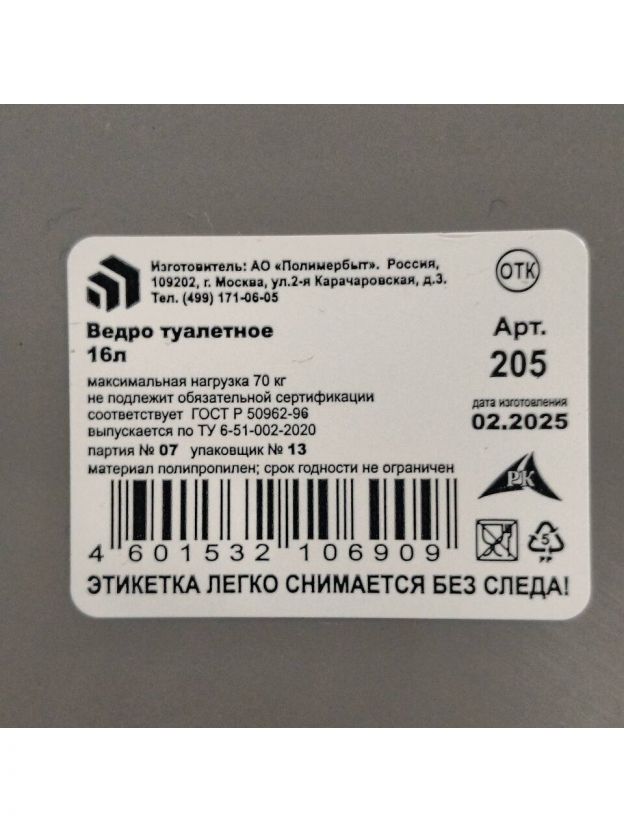 Изготовитель: АО «Полимербыт». Россия,
109202, г. Москва, ул.2-я Карачаровская, д.3.
Тел. (499) 171-06-05
ОТК
Ведро туалетное
16л
Арт.
205
максимальная нагрузка 70 кг
не подлежит обязательной сертификации
соответствует ГОСТ Р 50962-96
выпускается по ТУ 6-51-002-2020
дата изготовления
02.2025
партия № 07 упаковщик № 13
материал полипропилен; срок годности не ограничен
РК
4 601532 106909
5
PP
ЭТИКЕТКА ЛЕГКО СНИМАЕТСЯ БЕЗ СЛЕДА!